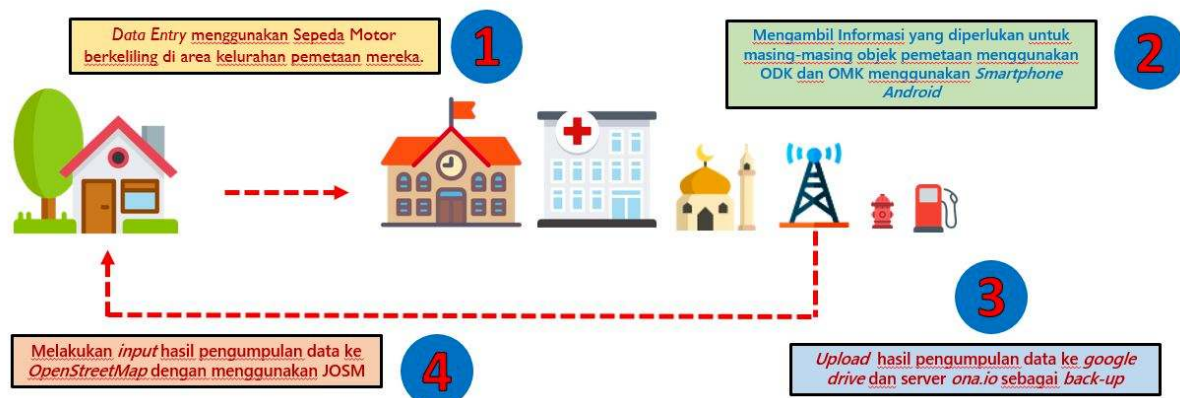 Data Entry menggunakan Sepeda Motor
berkeliling di area kelurahan pemetaan mereka.
1
Mengambil Informasi yang diperlukan untuk
masing-masing objek pemetaan menggunakan
ODK dan OMK menggunakan Smartphone
Android
2
3
Upload hasil pengumpulan data ke google
drive dan server ona.io sebagai back-up
Melakukan input hasil pengumpulan data ke
OpenStreetMap dengan menggunakan JOSM
4